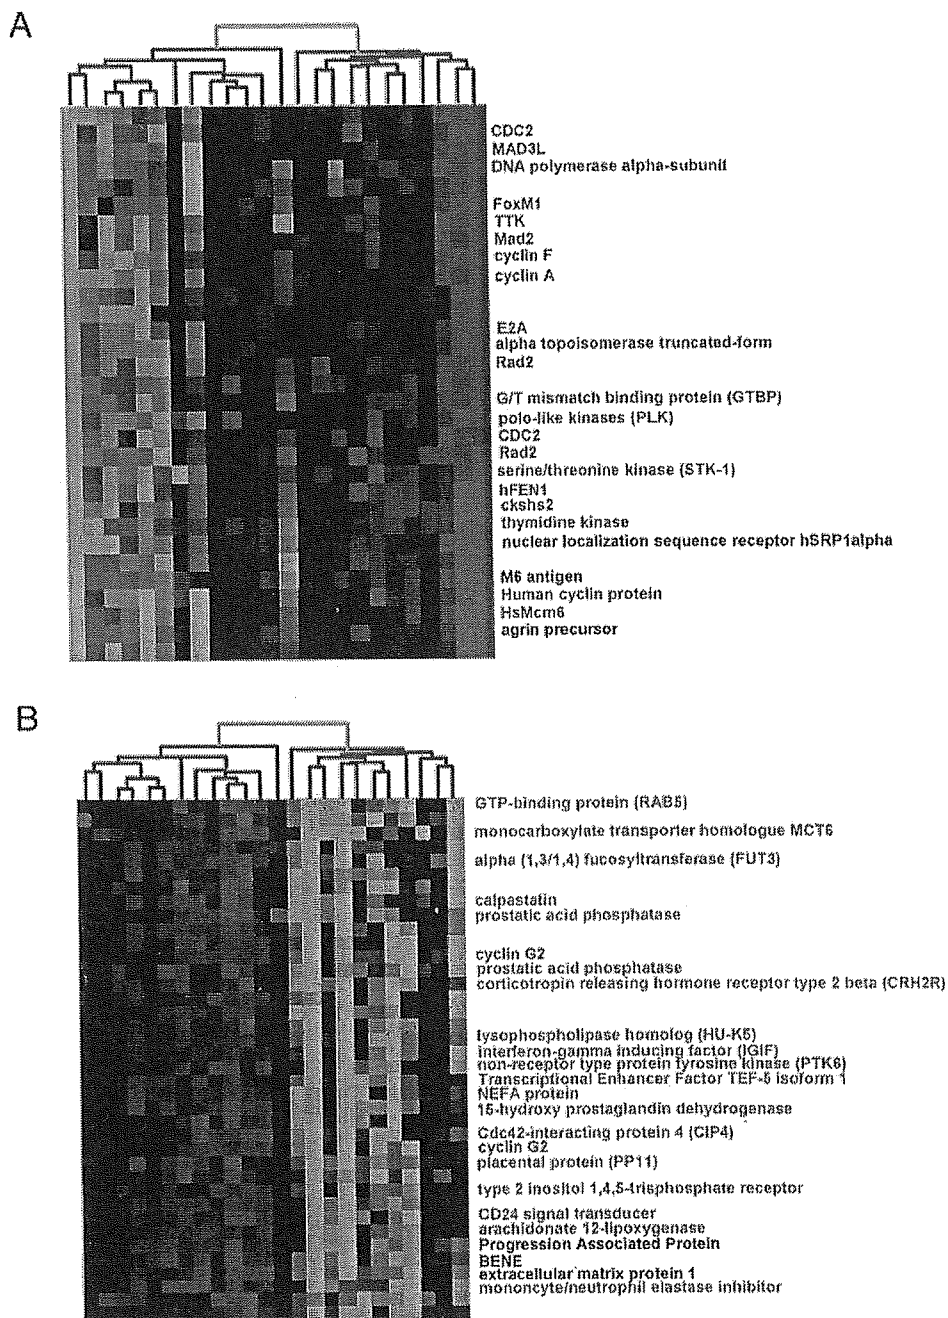 A
CDC2
MAD3L
DNA polymerase alpha-subunit
FoxM1
TTK
Mad2
cyclin F
cyclin A
E2A
alpha topoisomerase truncated-form
Rad2
G/T mismatch binding protein (GTBP)
polo-like kinases (PLK)
CDC2
Rad2
serine/threonine kinase (STK-1)
hFEN1
ckshs2
thymidine kinase
nuclear localization sequence receptor hSRP1alpha
M6 antigen
Human cyclin protein
HsMcm6
agrin precursor
B
GTP-binding protein (RAB5)
monocarboxylate transporter homologue MCT6
alpha (1,3/1,4) fucosyltransferase (FUT3)
calpastatin
prostatic acid phosphatase
cyclin G2
prostatic acid phosphatase
corticotropin releasing hormone receptor type 2 beta (CRH2R)
lysophospholipase homolog (HU-K5)
interferon-gamma inducing factor (IGIF)
non-receptor type protein tyrosine kinase (PTK6)
Transcriptional Enhancer Factor TEF-5 isoform 1
NEFA protein
15-hydroxy prostaglandin dehydrogenase
Cdc42-interacting protein 4 (CIP4)
cyclin G2
placental protein (PP11)
type 2 inositol 1,4,5-trisphosphate receptor
CD24 signal transducer
arachidonate 12-lipoxygenase
Progression Associated Protein
BENE
extracellular matrix protein 1
monocyte/neutrophil elastase inhibitor